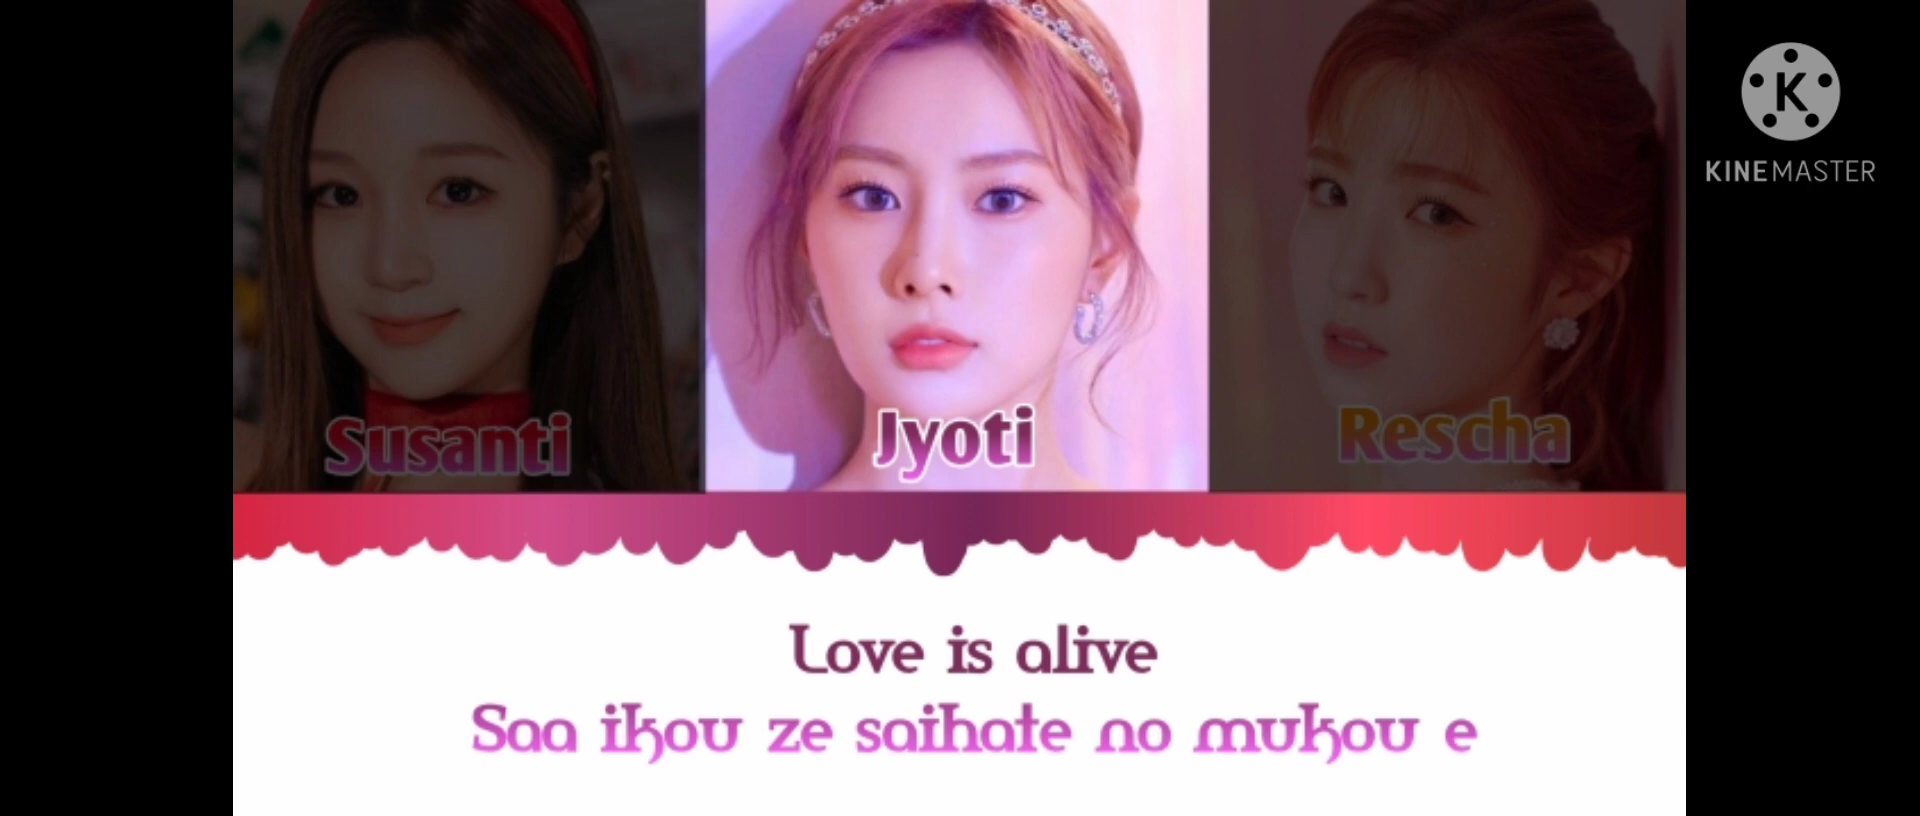 K
KINEMASTER
Susanti
Jyoti
Rescha
Love is alive
Saa ikou ze saihate no mukou e